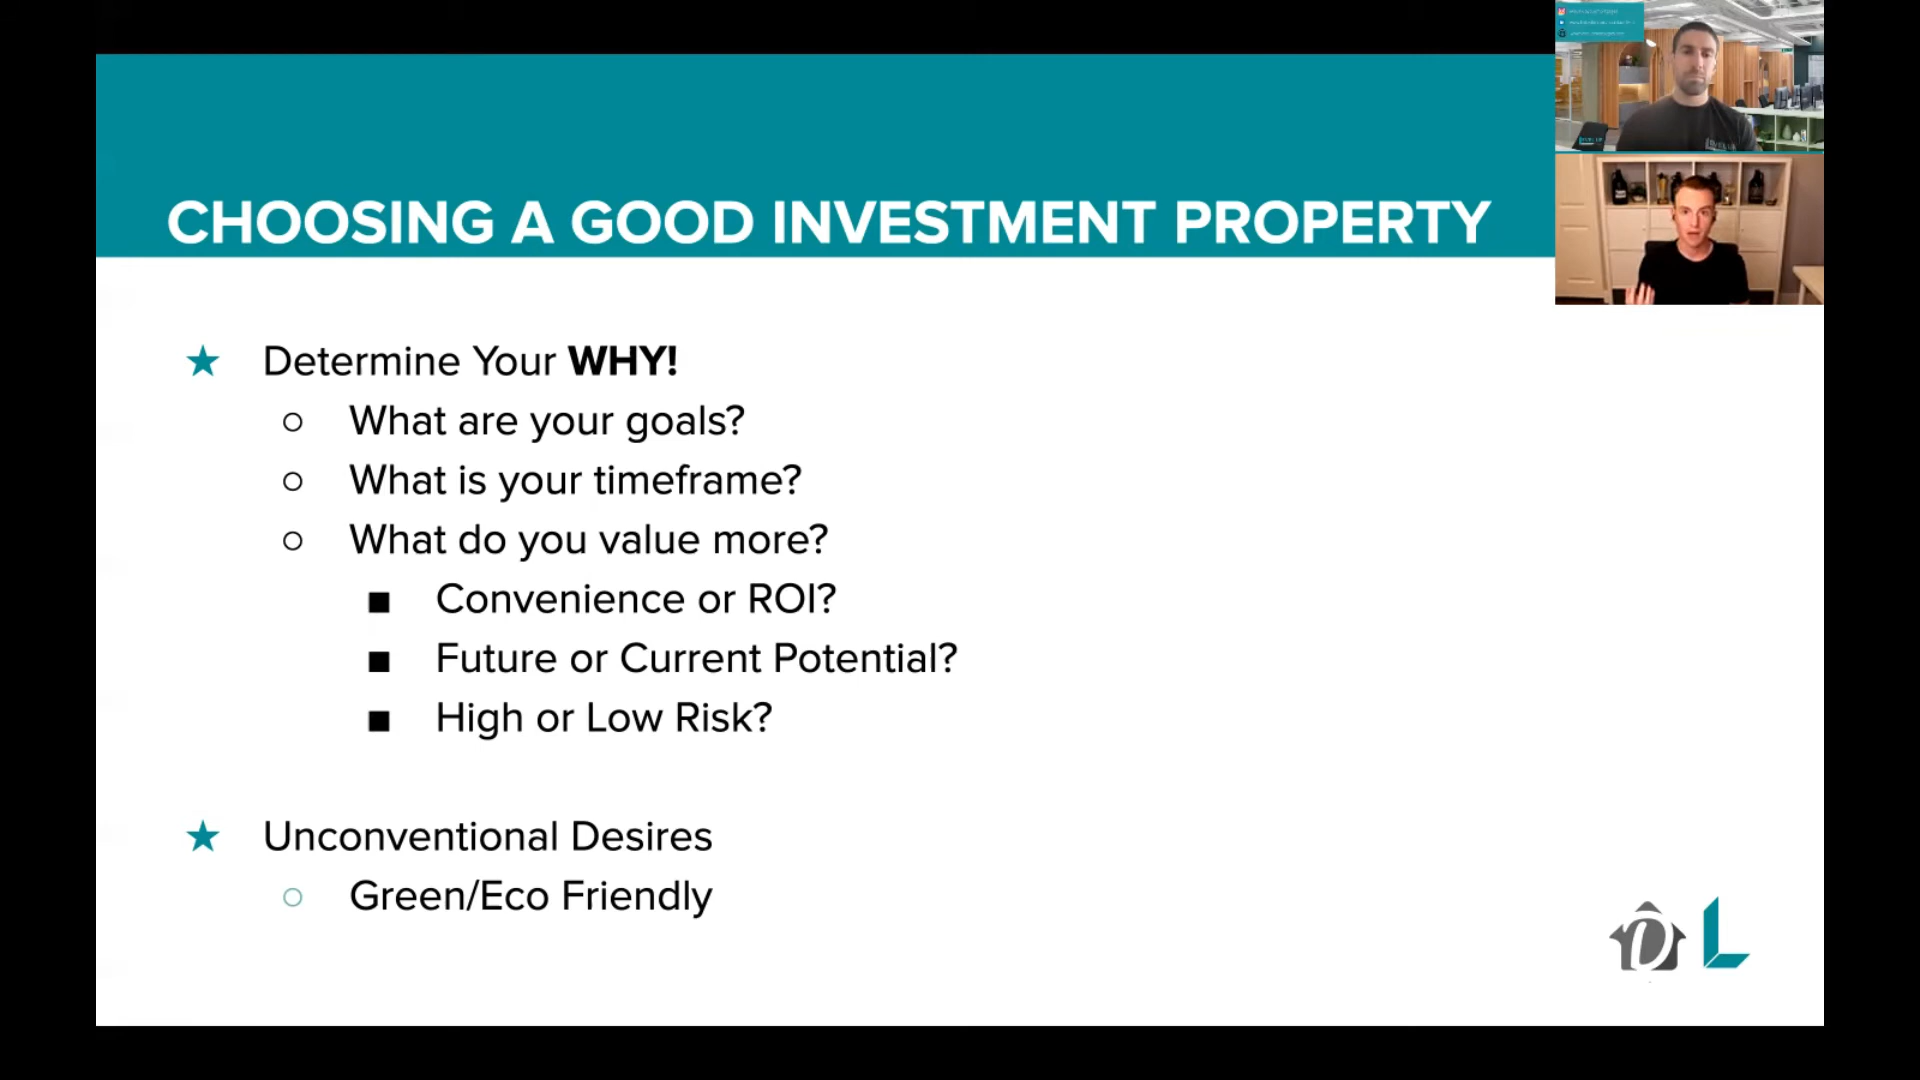 CHOOSING A GOOD INVESTMENT PROPERTY
★ Determine Your WHY!
○ What are your goals?
○ What is your timeframe?
○ What do you value more?
■ Convenience or ROI?
■ Future or Current Potential?
■ High or Low Risk?
★ Unconventional Desires
○ Green/Eco Friendly